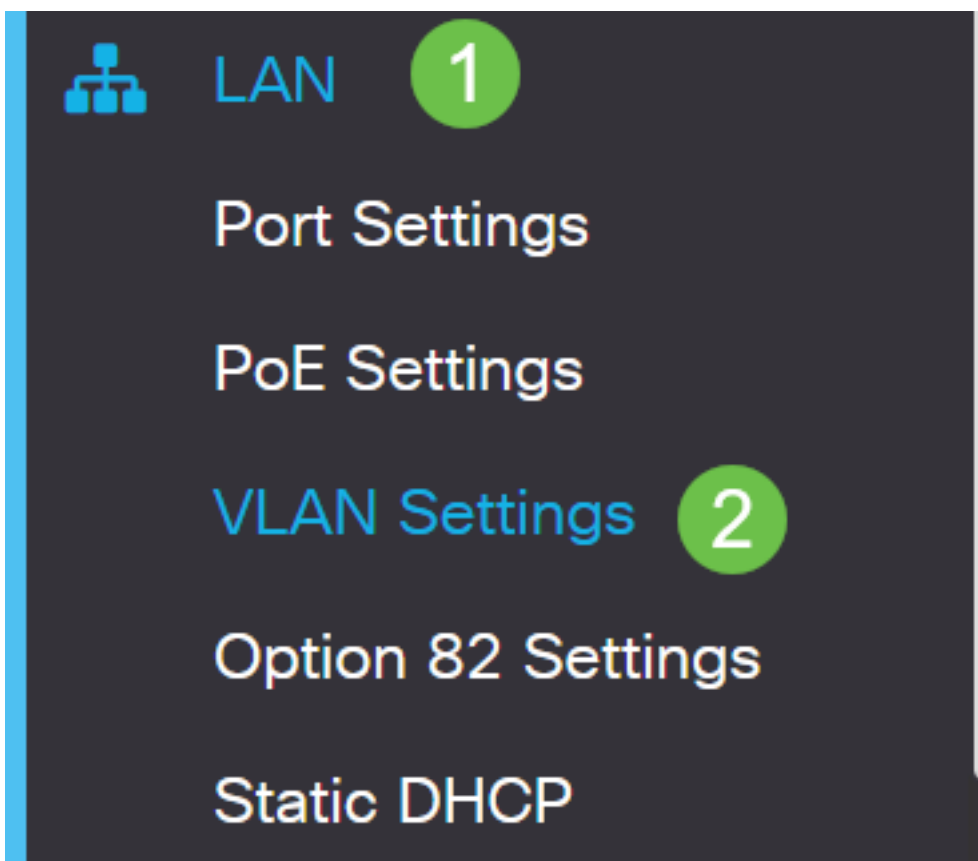 LAN 1
Port Settings
PoE Settings
VLAN Settings 2
Option 82 Settings
Static DHCP